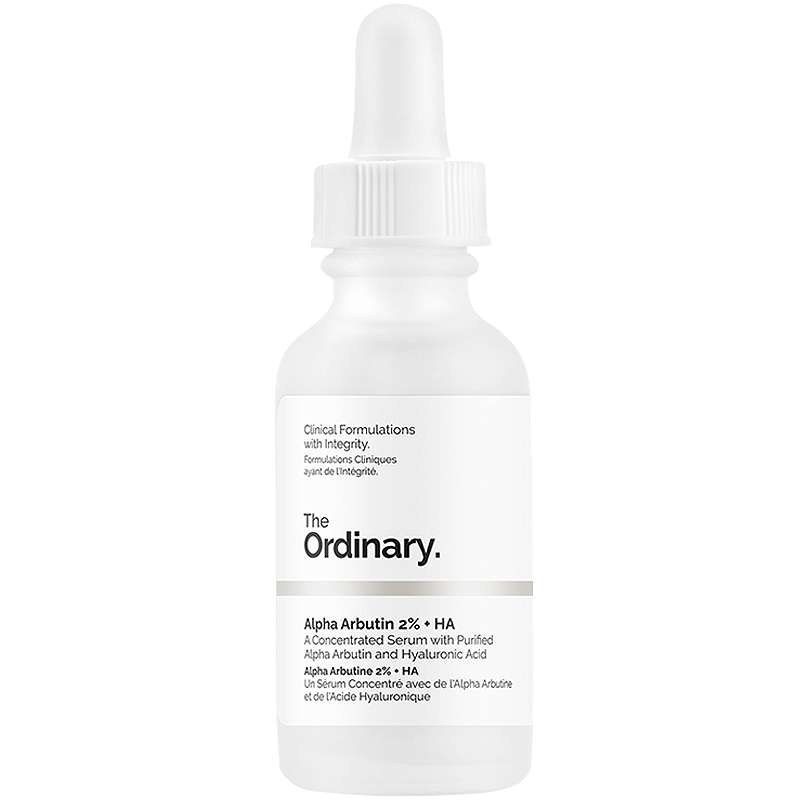 Clinical Formulations
with Integrity.
Formulations Cliniques
ayant de l'Intégrité.
The
Ordinary.
Alpha Arbutin 2% + HA
A Concentrated Serum with Purified
Alpha Arbutin and Hyaluronic Acid
Alpha Arbutine 2% + HA
Un Sérum Concentré avec de l'Alpha Arbutine
et de l'Acide Hyaluronique